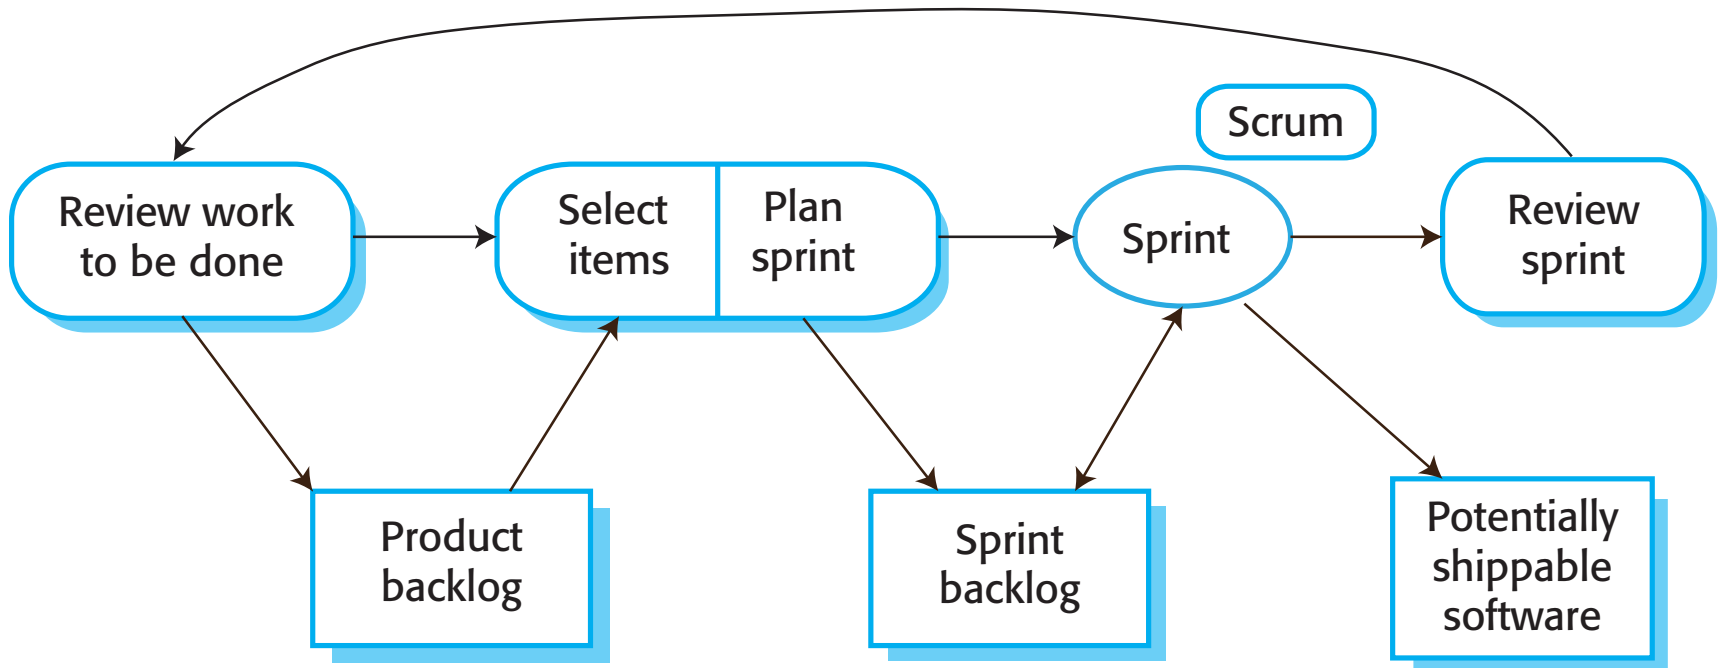 Scrum
Review work
to be done
Select
items
Plan
sprint
Sprint
Review
sprint
Product
backlog
Sprint
backlog
Potentially
shippable
software